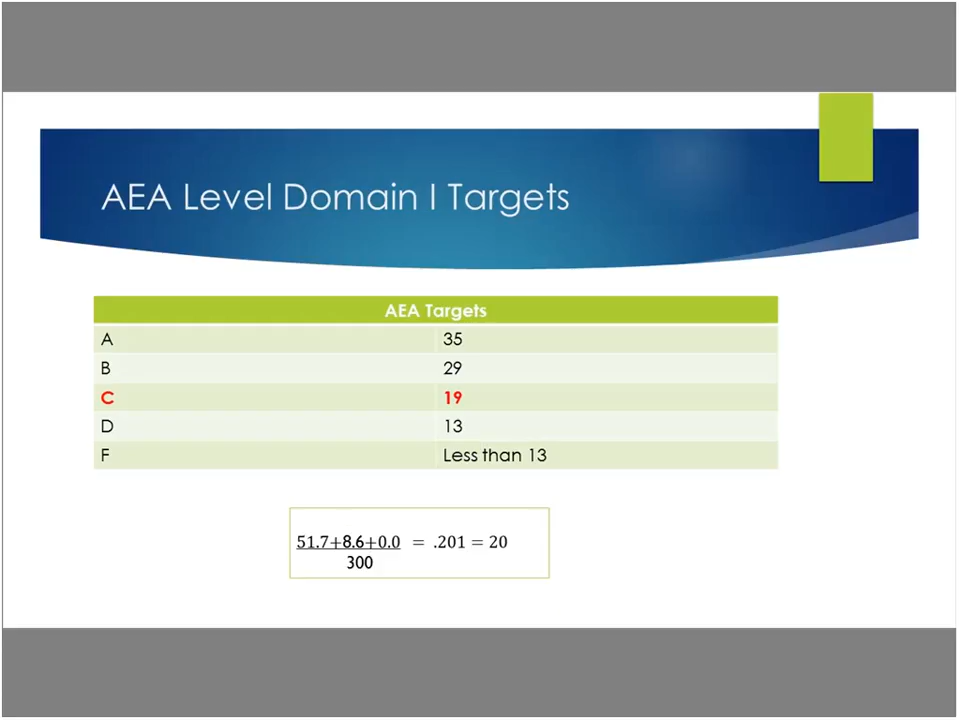 AEA Level Domain I Targets
AEA Targets
A 35
B 29
C 19
D 13
F Less than 13
51.7+8.6+0.0 = .201 = 20
300